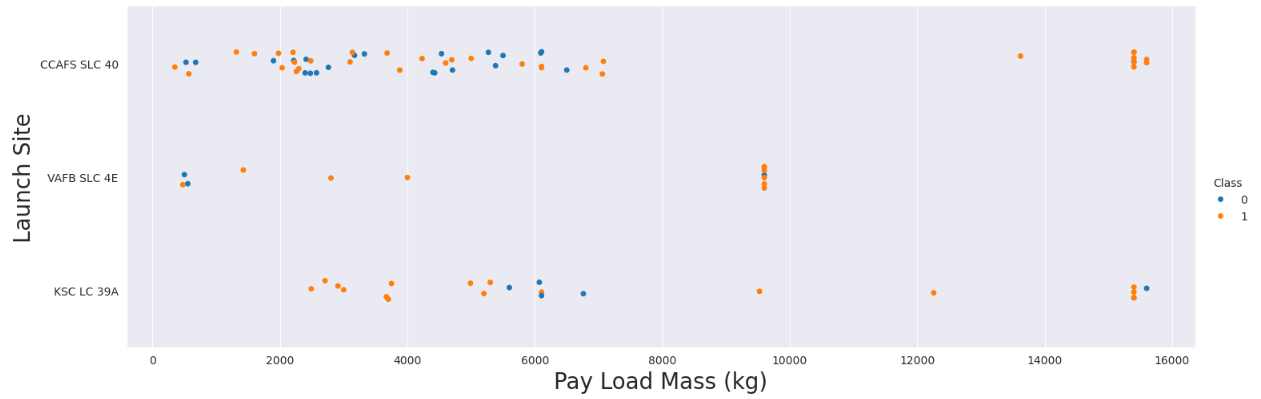 Launch Site
CCAFS SLC 40
VAFB SLC 4E
KSC LC 39A
0 2000 4000 6000 8000 10000 12000 14000 16000
Pay Load Mass (kg)
Class
0
1